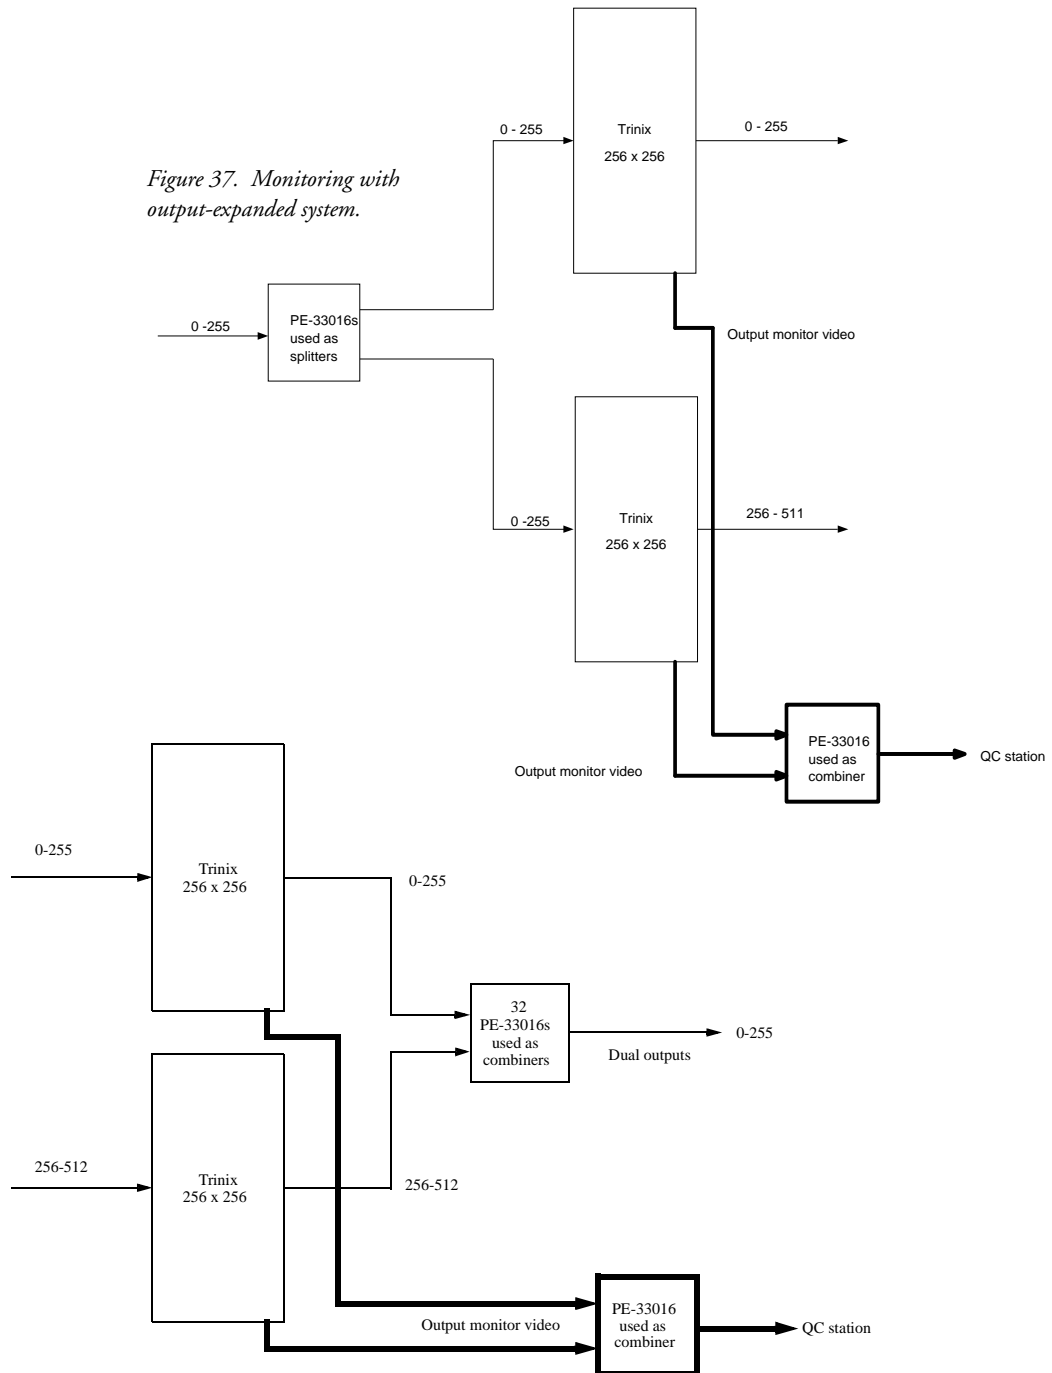 0 - 255
Trinix
256 x 256
0 - 255
Figure 37. Monitoring with
output-expanded system.
0 -255
PE-33016s
used as
splitters
Output monitor video
0 -255
Trinix
256 x 256
256 - 511
Output monitor video
PE-33016
used as
combiner
QC station
0-255
Trinix
256 x 256
0-255
32
PE-33016s
used as
combiners
Dual outputs
0-255
256-512
Trinix
256 x 256
256-512
Output monitor video
PE-33016
used as
combiner
QC station